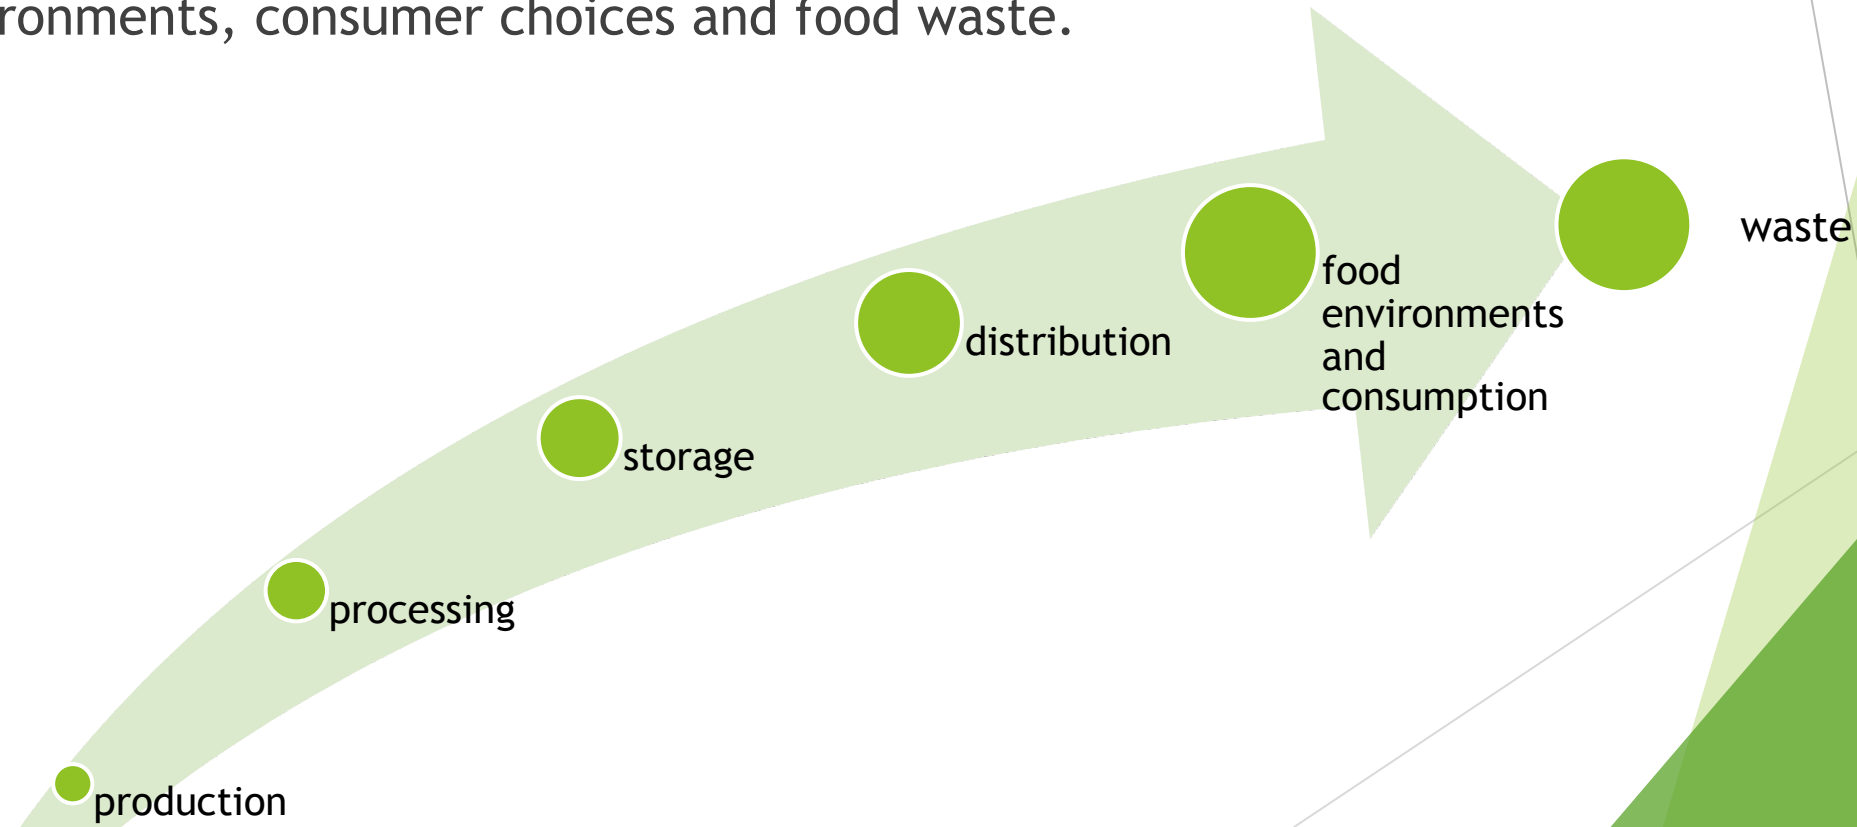 ronments, consumer choices and food waste.
waste
food
environments
and
consumption
distribution
storage
processing
production